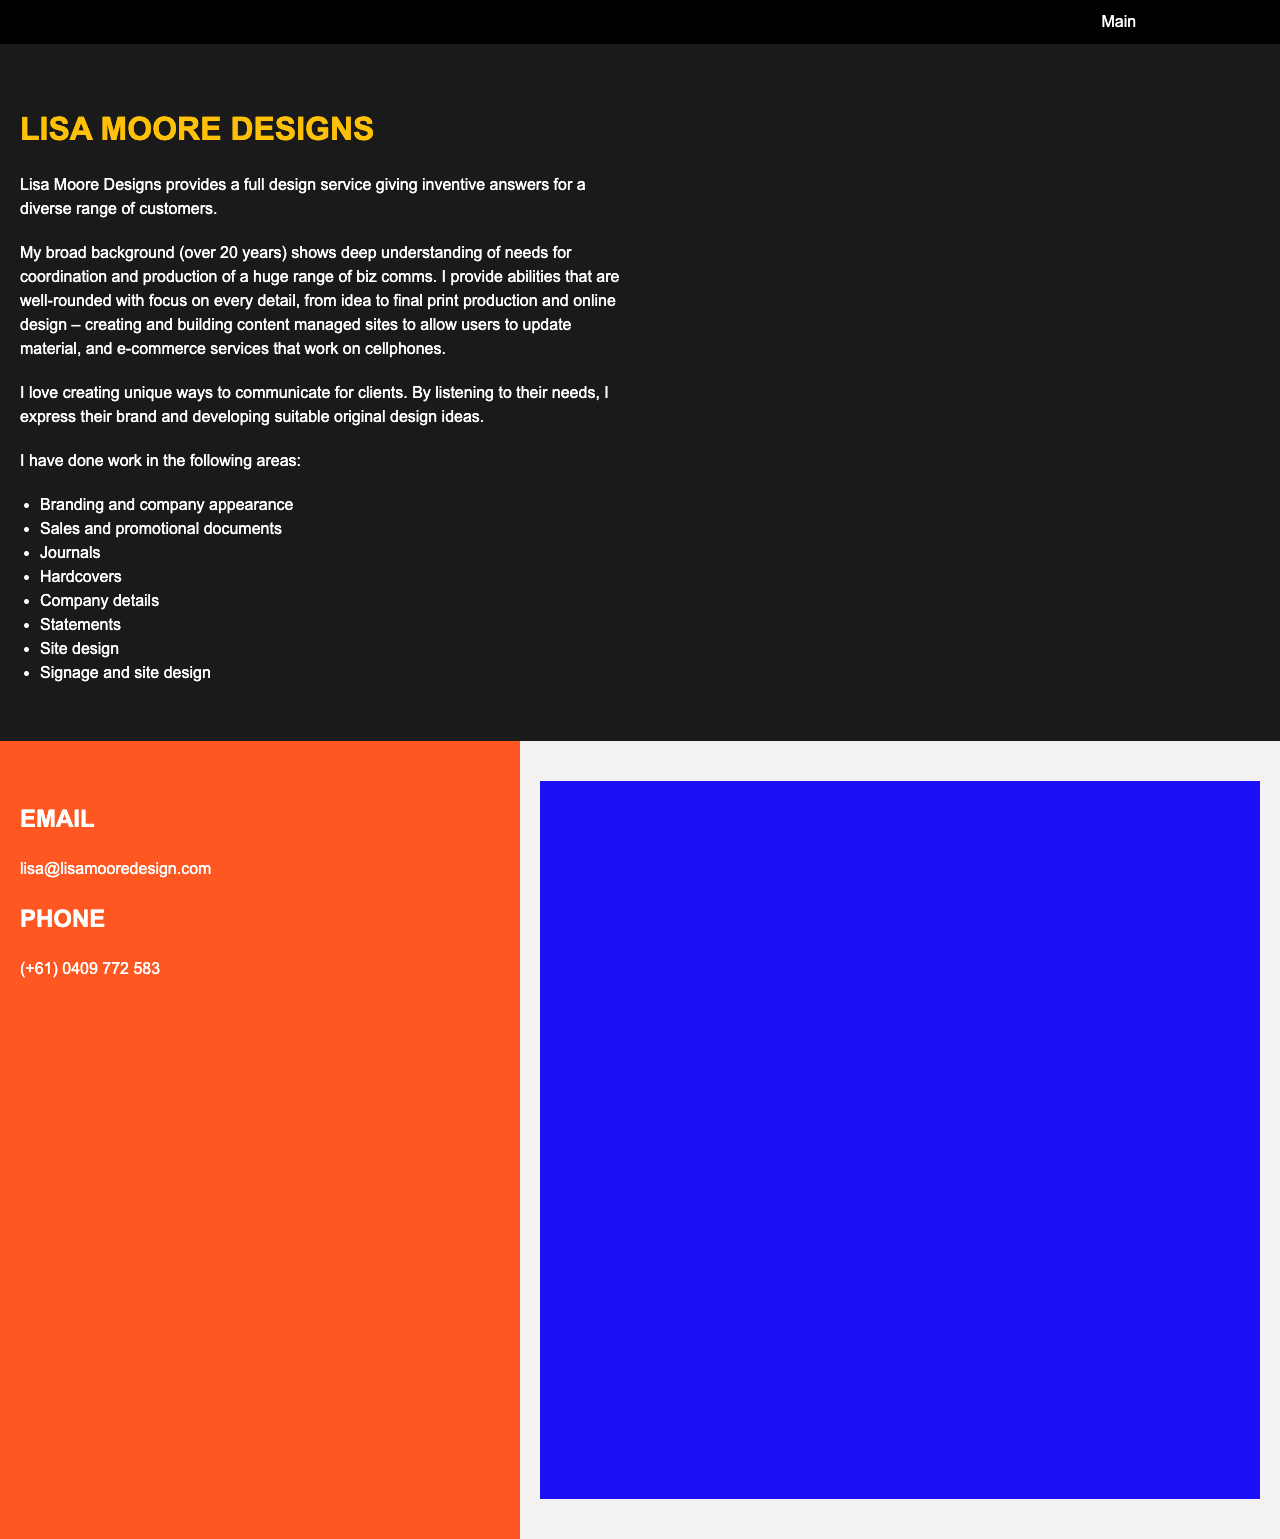 Main
LISA MOORE DESIGNS
Lisa Moore Designs provides a full design service giving inventive answers for a
diverse range of customers.
My broad background (over 20 years) shows deep understanding of needs for
coordination and production of a huge range of biz comms. I provide abilities that are
well-rounded with focus on every detail, from idea to final print production and online
design – creating and building content managed sites to allow users to update
material, and e-commerce services that work on cellphones.
I love creating unique ways to communicate for clients. By listening to their needs, I
express their brand and developing suitable original design ideas.
I have done work in the following areas:
• Branding and company appearance
• Sales and promotional documents
• Journals
• Hardcovers
• Company details
• Statements
• Site design
• Signage and site design
EMAIL
lisa@lisamooredesign.com
PHONE
(+61) 0409 772 583